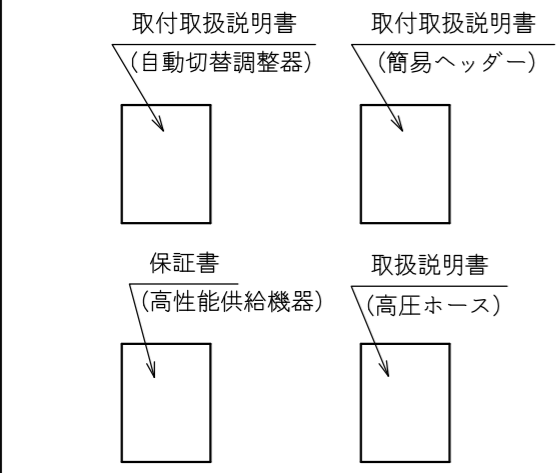 取付取扱説明書
(自動切替調整器)
取付取扱説明書
(簡易ヘッダー)
保証書
(高性能供給機器)
取扱説明書
(高圧ホース)